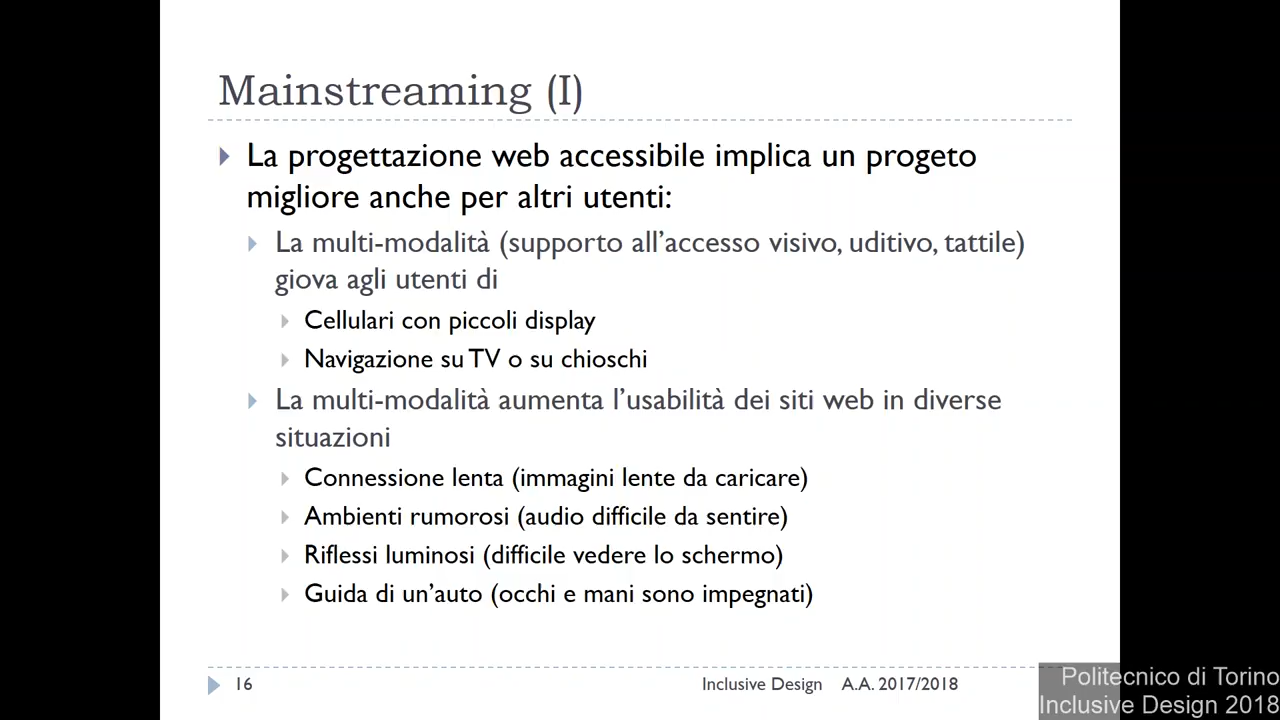 Mainstreaming (I)
La progettazione web accessibile implica un progeto
migliore anche per altri utenti:
La multi-modalità (supporto all’accesso visivo, uditivo, tattile)
giova agli utenti di
Cellulari con piccoli display
Navigazione su TV o su chioschi
La multi-modalità aumenta l’usabilità dei siti web in diverse
situazioni
Connessione lenta (immagini lente da caricare)
Ambienti rumorosi (audio difficile da sentire)
Riflessi luminosi (difficile vedere lo schermo)
Guida di un’auto (occhi e mani sono impegnati)
16 Inclusive Design A.A. 2017/2018
Politecnico di Torino
Inclusive Design 2018